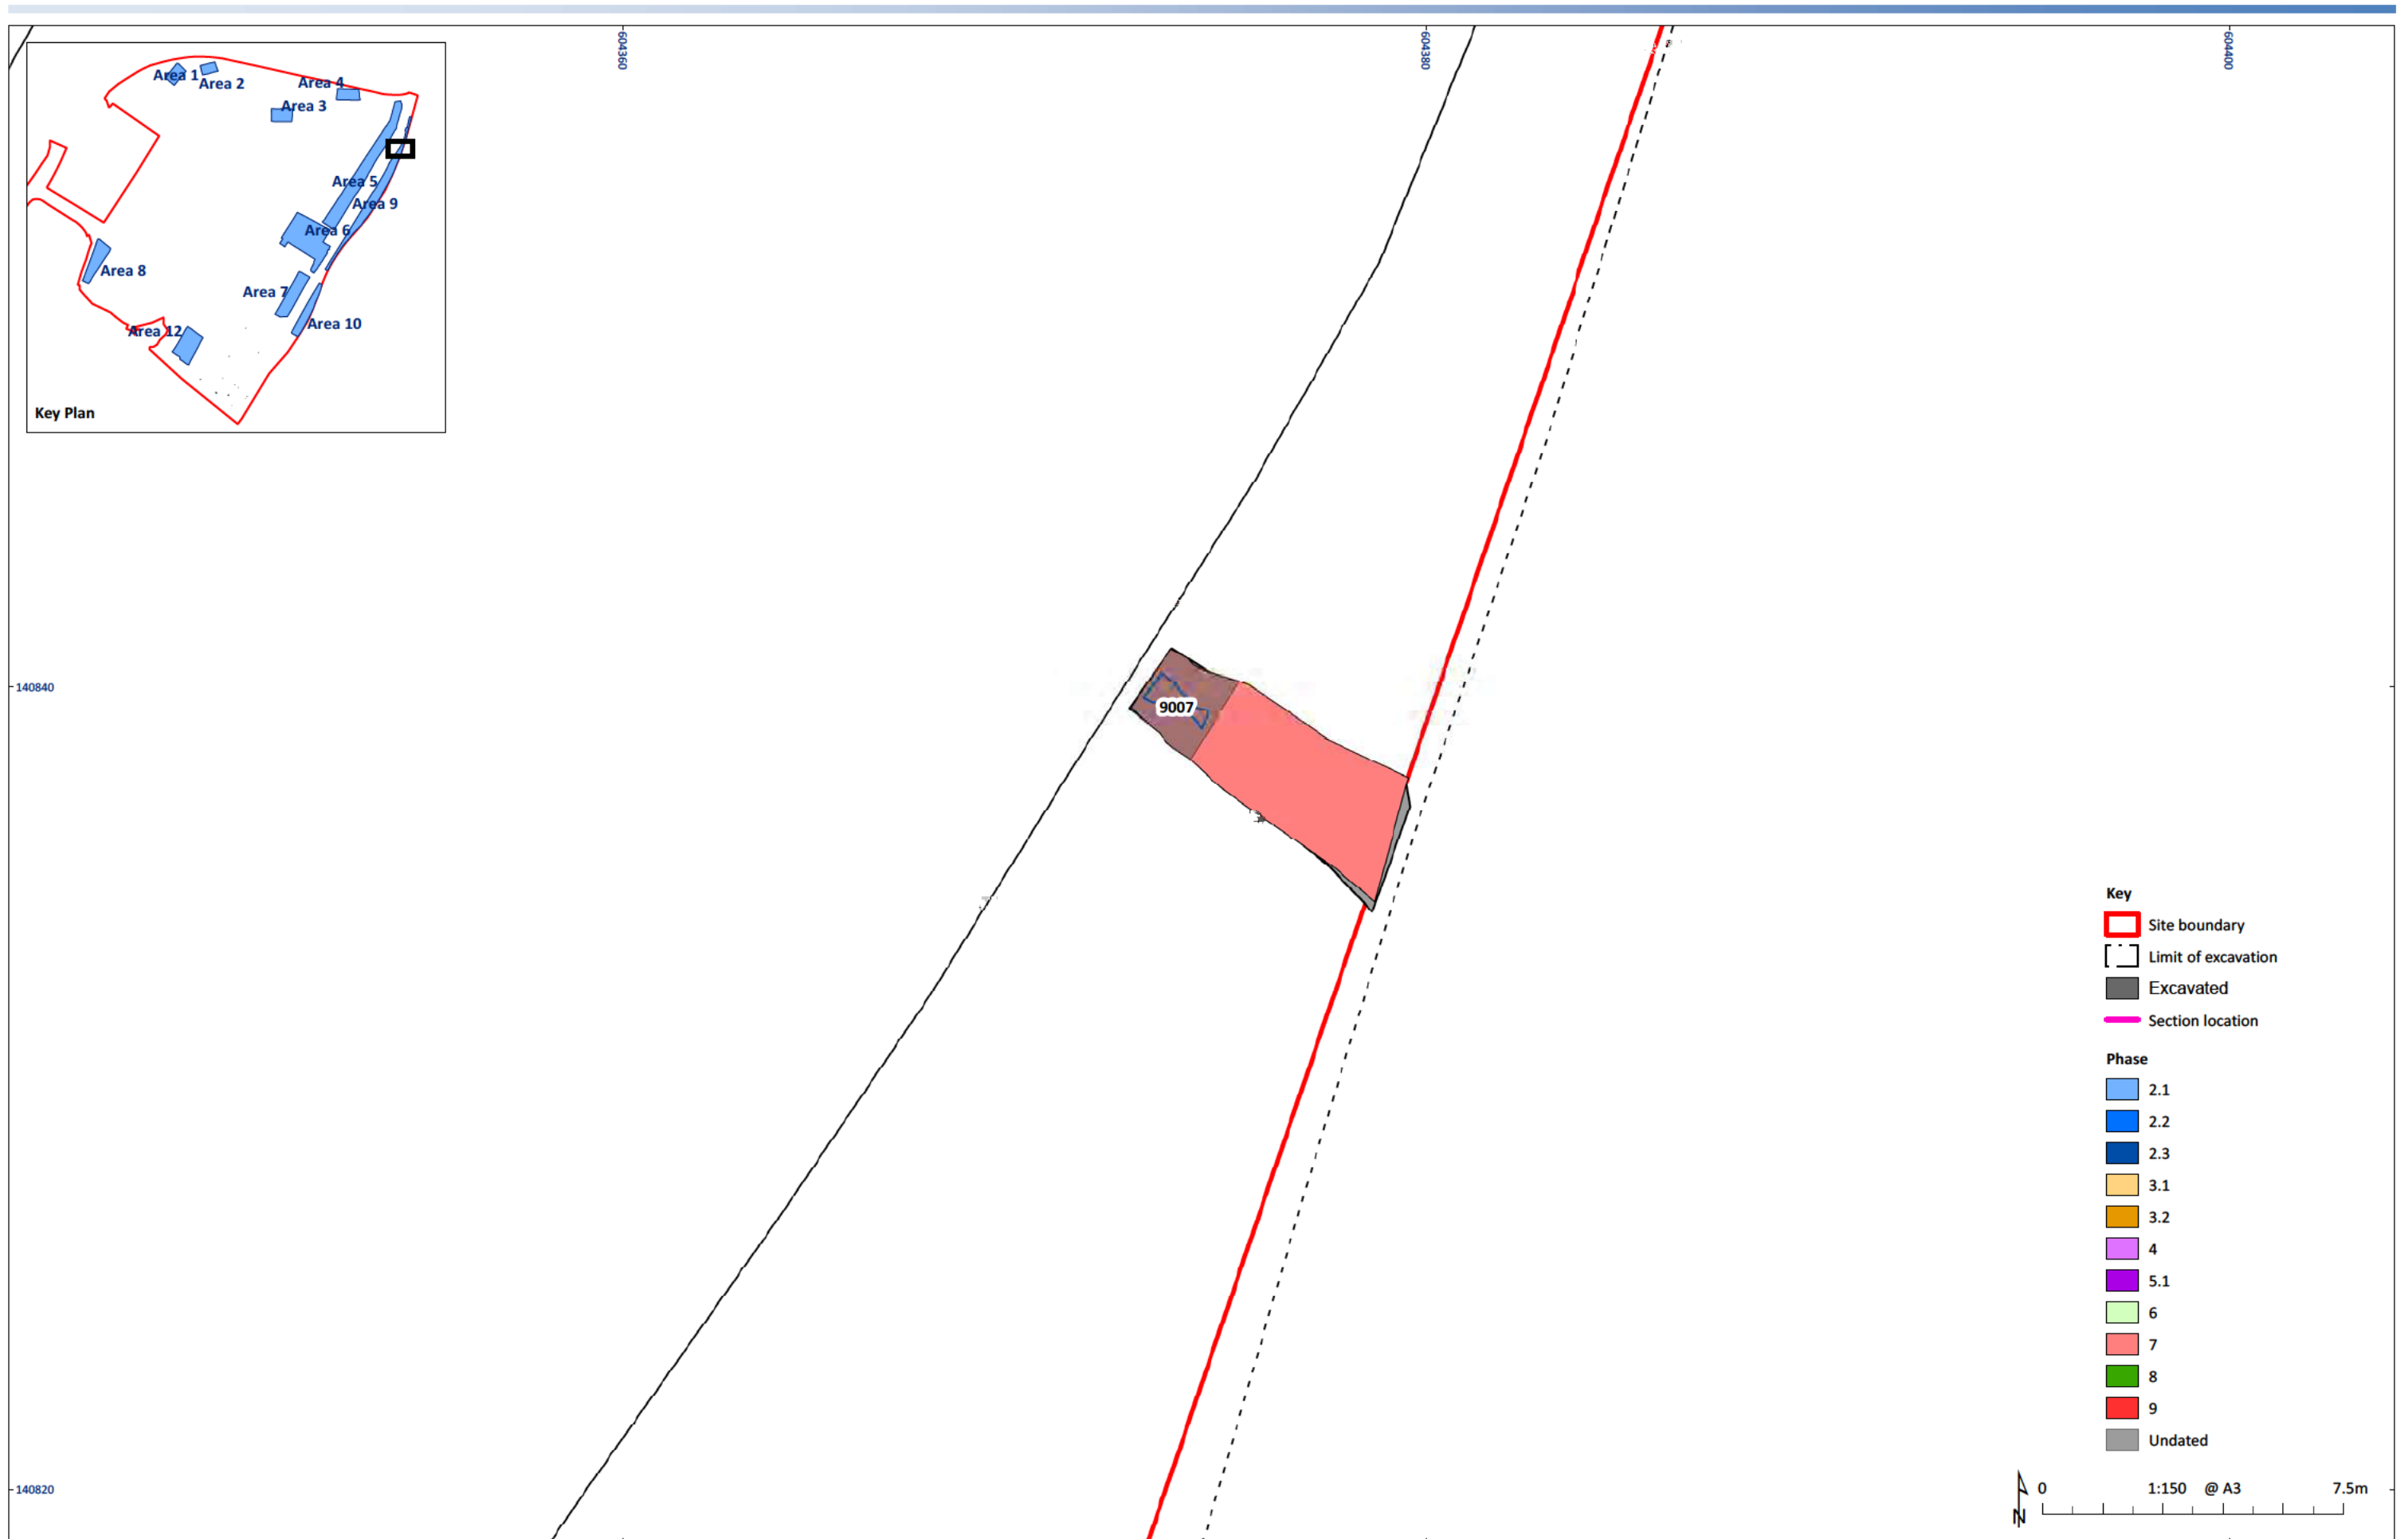 604360
604380
604400
Area 1
Area 2
Area 4
Area 3
Area 5
Area 9
Area 6
Area 8
Area 7
Area 10
Area 12
Key Plan
140840
9007
Key
Site boundary
Limit of excavation
Excavated
Section location
Phase
2.1
2.2
2.3
3.1
3.2
4
5.1
6
7
8
9
Undated
140820
N
0 1:150 @ A3 7.5m